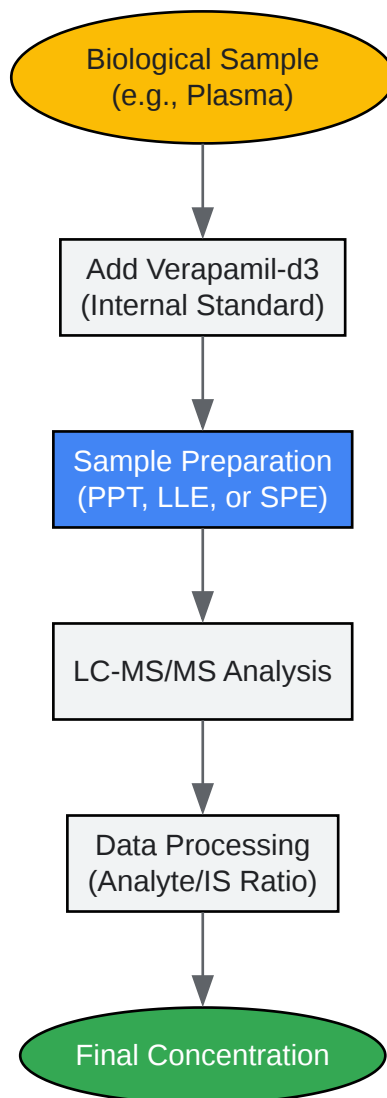 Biological Sample
(e.g., Plasma)
Add Verapamil-d3
(Internal Standard)
Sample Preparation
(PPT, LLE, or SPE)
LC-MS/MS Analysis
Data Processing
(Analyte/IS Ratio)
Final Concentration